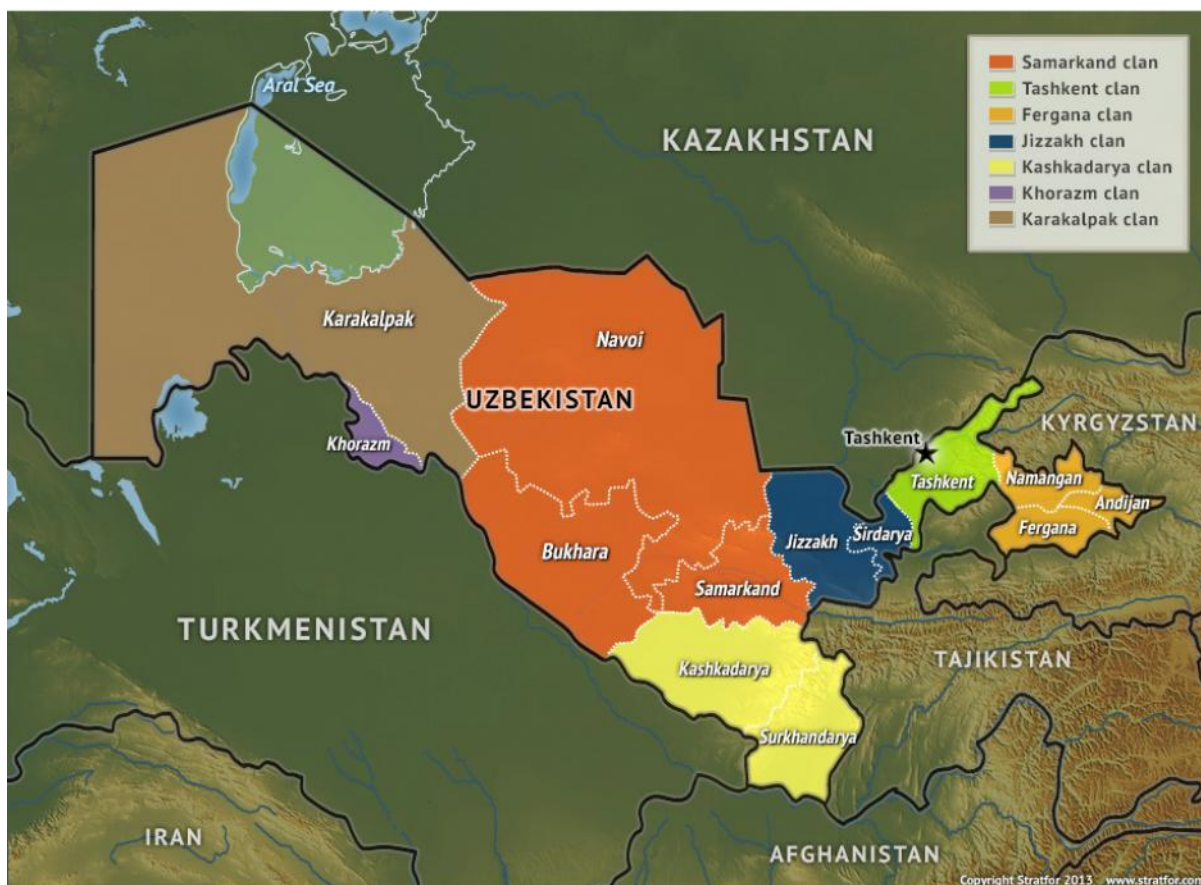 Samarkand clan
Tashkent clan
Fergana clan
Jizzakh clan
Kashkadarya clan
Khorazm clan
Karakalpak clan
Aral Sea
KAZAKHSTAN
Karakalpak
Navoi
UZBEKISTAN
Khorazm
Tashkent
KYRGYZSTAN
Tashkent
Namangan
Andijan
Fergana
Jizzakh
Sirdarya
Bukhara
Samarkand
TURKMENISTAN
Kashkadarya
TAJIKISTAN
Surkhandarya
IRAN
AFGHANISTAN
Copyright Stratfor 2013 www.stratfor.com